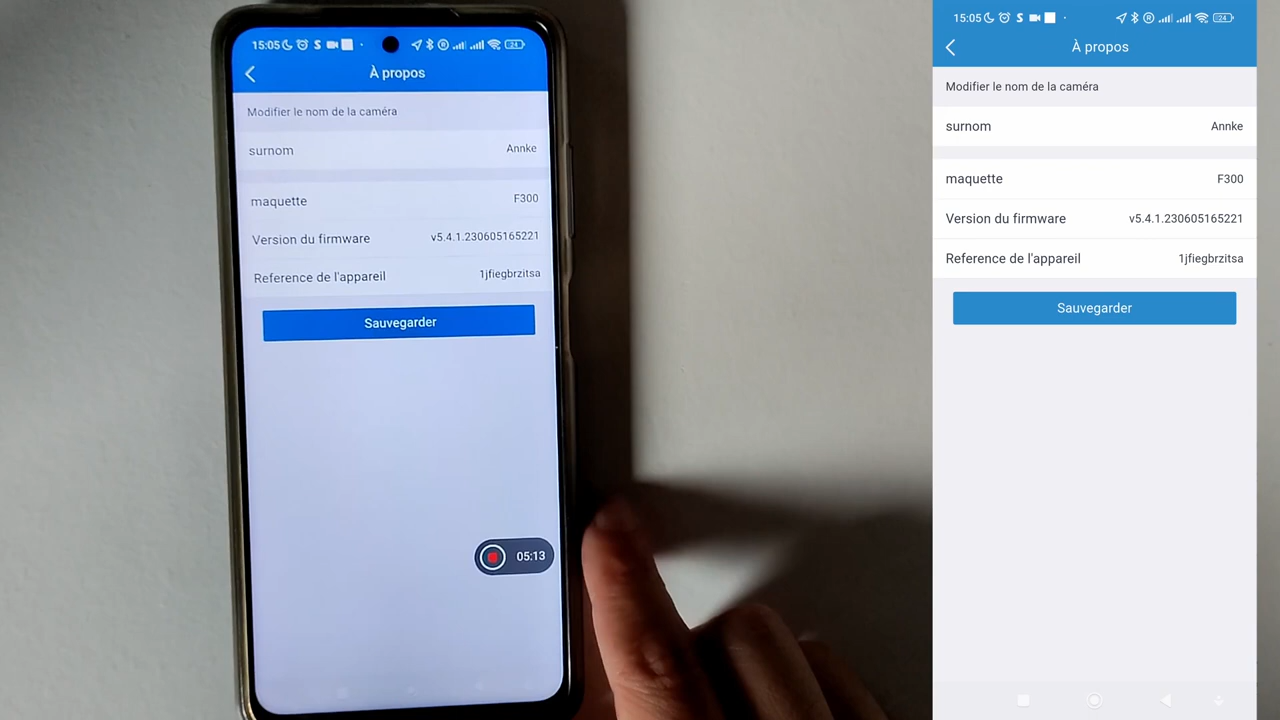 15:05
24
À propos
Modifier le nom de la caméra
surnom Annke
maquette F300
Version du firmware v5.4.1.230605165221
Reference de l'appareil 1jfiegbrzitsa
Sauvegarder
05:13
15:05
24
À propos
Modifier le nom de la caméra
surnom Annke
maquette F300
Version du firmware v5.4.1.230605165221
Reference de l'appareil 1jfiegbrzitsa
Sauvegarder